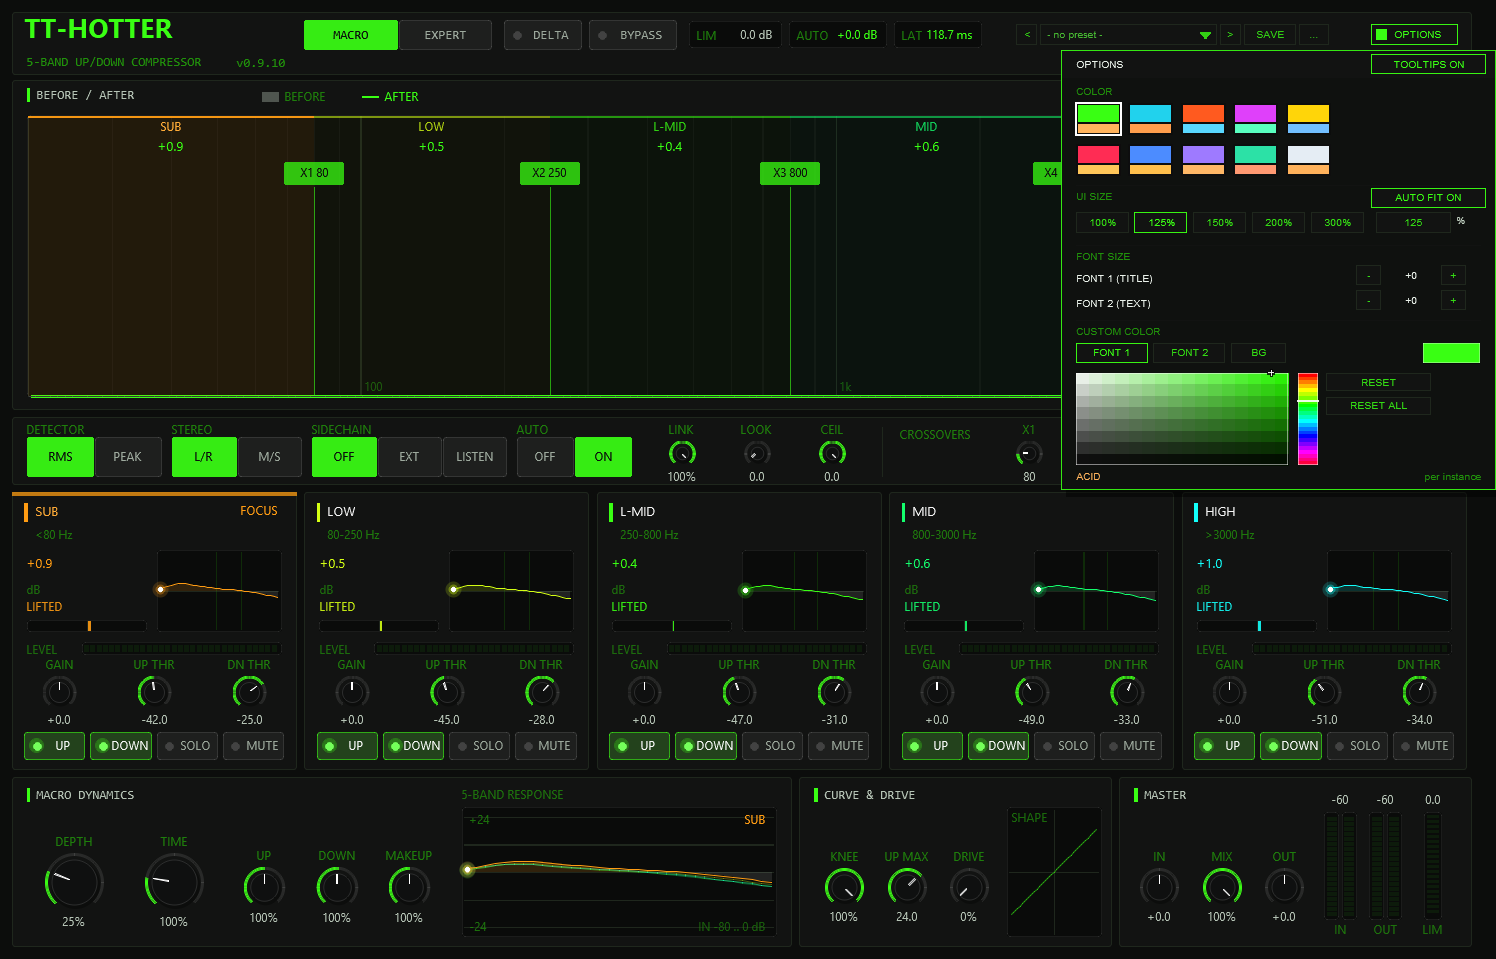 TT-HOTTER
5-BAND UP/DOWN COMPRESSOR v0.9.10
MACRO EXPERT DELTA BYPASS LIM 0.0 dB AUTO +0.0 dB LAT 118.7 ms < - no preset - > SAVE ... OPTIONS
BEFORE / AFTER BEFORE AFTER
SUB LOW L-MID MID
+0.9 +0.5 +0.4 +0.6
X1 80 X2 250 X3 800 X4
100 1k
OPTIONS TOOLTIPS ON
COLOR
UI SIZE AUTO FIT ON
100% 125% 150% 200% 300% 125 %
FONT SIZE
FONT 1 (TITLE) - +0 +
FONT 2 (TEXT) - +0 +
CUSTOM COLOR
FONT 1 FONT 2 BG
RESET
RESET ALL
ACID per instance
DETECTOR STEREO SIDECHAIN AUTO LINK LOOK CEIL CROSSOVERS X1
RMS PEAK L/R M/S OFF EXT LISTEN OFF ON
100% 0.0 0.0 80
SUB FOCUS
<80 Hz
+0.9
dB
LIFTED
LEVEL
GAIN UP THR DN THR
+0.0 -42.0 -25.0
UP DOWN SOLO MUTE
LOW
80-250 Hz
+0.5
dB
LIFTED
LEVEL
GAIN UP THR DN THR
+0.0 -45.0 -28.0
UP DOWN SOLO MUTE
L-MID
250-800 Hz
+0.4
dB
LIFTED
LEVEL
GAIN UP THR DN THR
+0.0 -47.0 -31.0
UP DOWN SOLO MUTE
MID
800-3000 Hz
+0.6
dB
LIFTED
LEVEL
GAIN UP THR DN THR
+0.0 -49.0 -33.0
UP DOWN SOLO MUTE
HIGH
>3000 Hz
+1.0
dB
LIFTED
LEVEL
GAIN UP THR DN THR
+0.0 -51.0 -34.0
UP DOWN SOLO MUTE
MACRO DYNAMICS
DEPTH TIME UP DOWN MAKEUP
25% 100% 100% 100% 100%
5-BAND RESPONSE
+24 SUB
-24 IN -80 .. 0 dB
CURVE & DRIVE
SHAPE
KNEE UP MAX DRIVE
100% 24.0 0%
MASTER
-60 -60 0.0
IN MIX OUT
+0.0 100% +0.0
IN OUT LIM